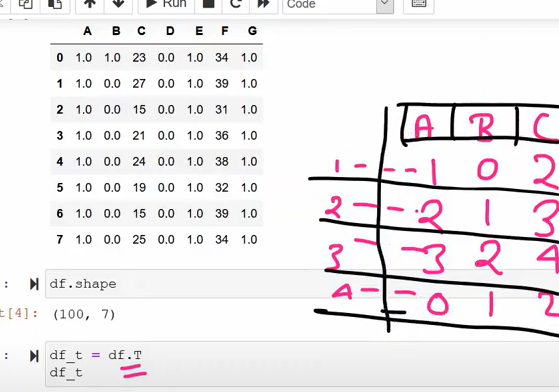 Run Code
A B C D E F G
0 1.0 1.0 23 0.0 1.0 34 1.0
1 1.0 0.0 27 0.0 1.0 39 1.0
2 1.0 0.0 15 0.0 1.0 31 1.0
3 1.0 0.0 21 0.0 1.0 36 1.0
4 1.0 0.0 24 0.0 1.0 38 1.0
5 1.0 0.0 19 0.0 1.0 32 1.0
6 1.0 0.0 15 0.0 1.0 39 1.0
7 1.0 0.0 25 0.0 1.0 34 1.0
A B C
1 - -- 1 0 2
2 - - 2 1 3
3 - - 3 2 4
4 - - 0 1 2
: df.shape
t[4]: (100, 7)
: df_t = df.T
df_t